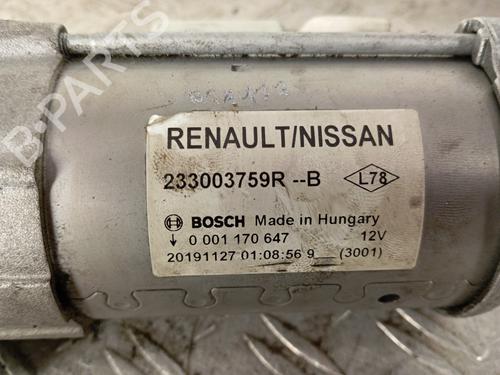 RENAULT/NISSAN
233003759R --B
L78
BOSCH Made in Hungary
0 001 170 647 12V
20191127 01:08:56 9 (3001)
B-PARTS